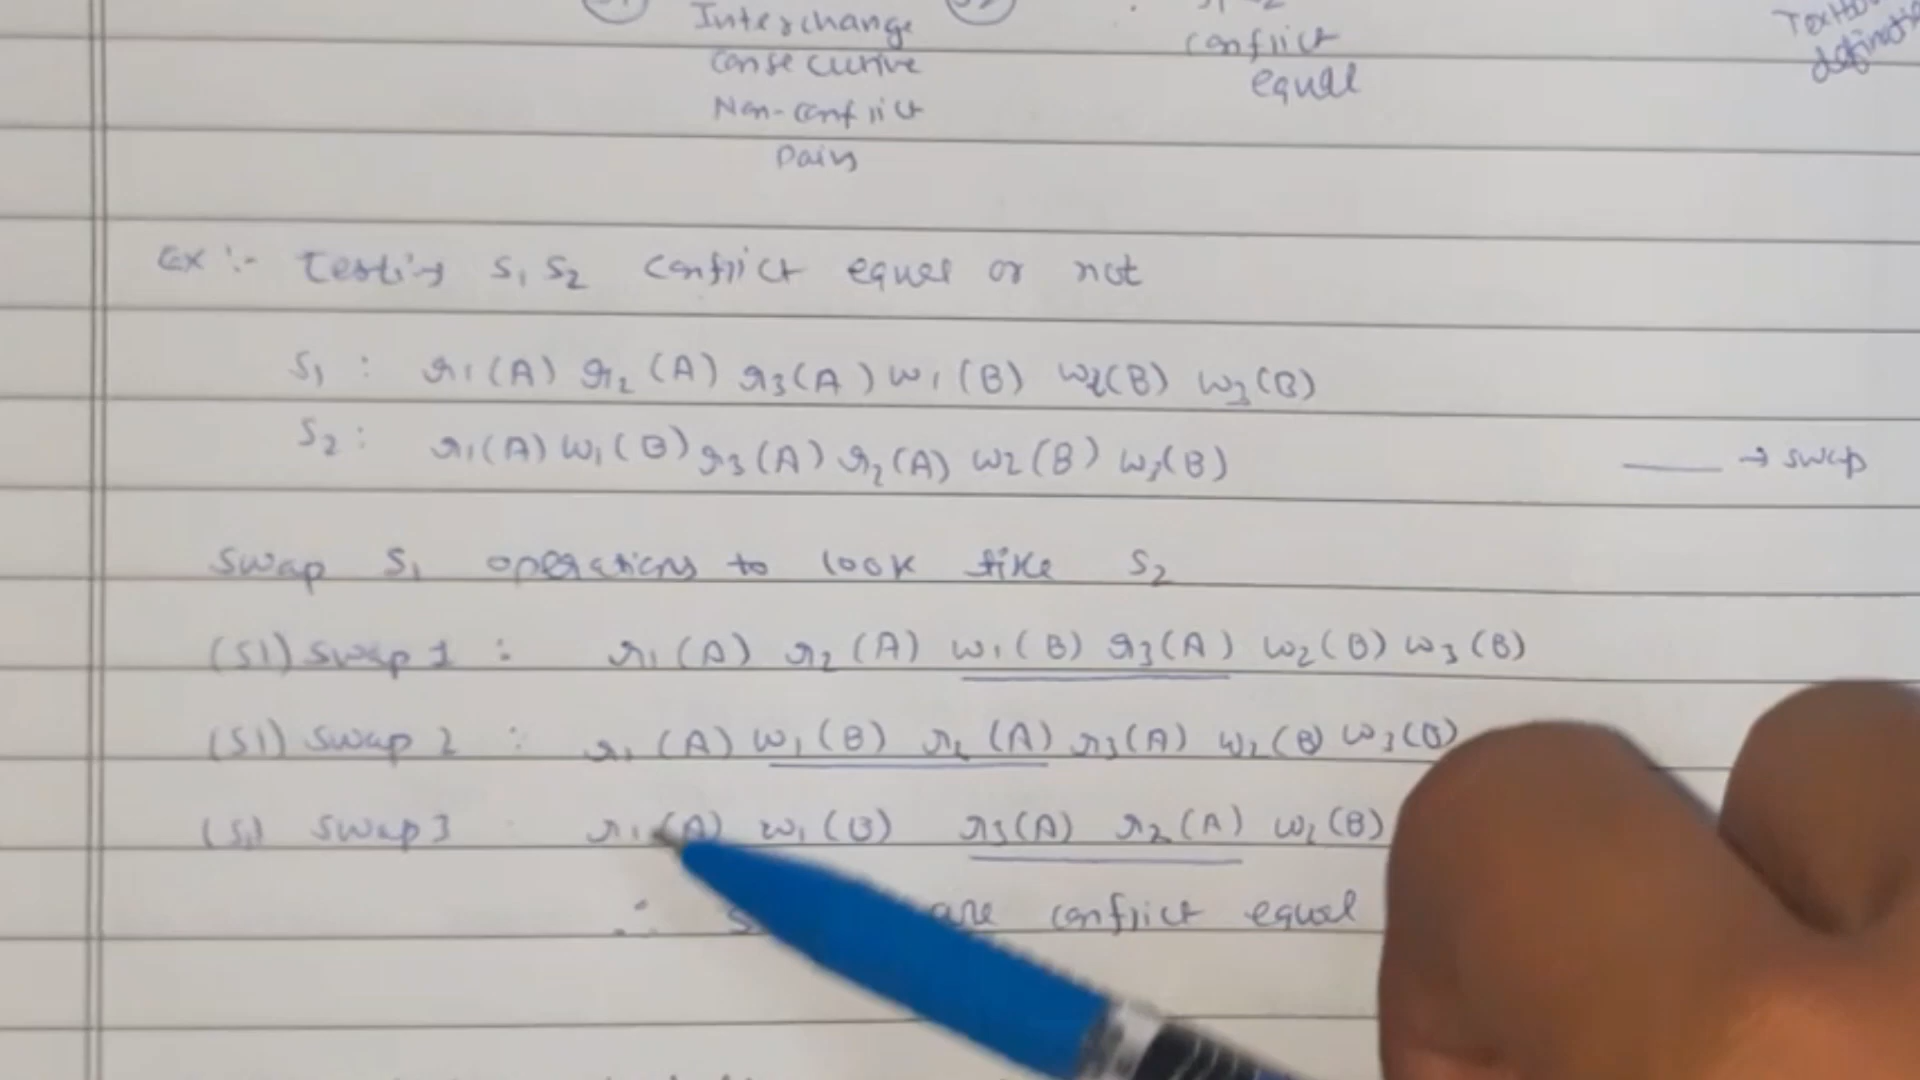 Interchange
consecutive
Non-conflict
pairs
conflict
equal
Ex :- Testing S1 S2 conflict equal or not
S1 : r1(A) r2(A) r3(A) w1(B) w2(B) w3(B)
S2 : r1(A) w1(B) r3(A) r2(A) w2(B) w3(B)
→ swap
Swap S1 operations to look like S2
(S1) swap 1 : r1(A) r2(A) w1(B) r3(A) w2(B) w3(B)
(S1) swap 2 : r1(A) w1(B) r2(A) r3(A) w2(B) w3(B)
(S1) swap 3 : r1(A) w1(B) r3(A) r2(A) w2(B)
∴ are conflict equal